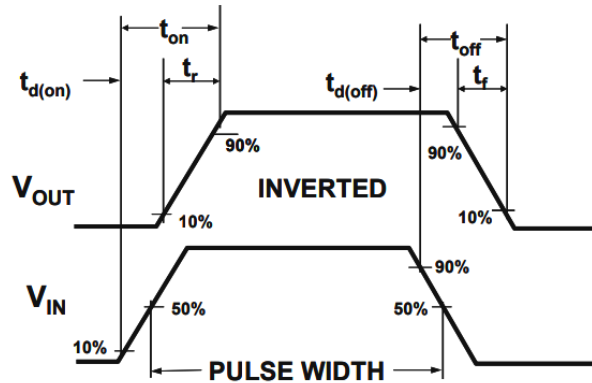 ton
toff
td(on)
tr
td(off)
tf
90%
90%
VOUT
INVERTED
10%
10%
90%
VIN
50%
50%
10%
PULSE WIDTH